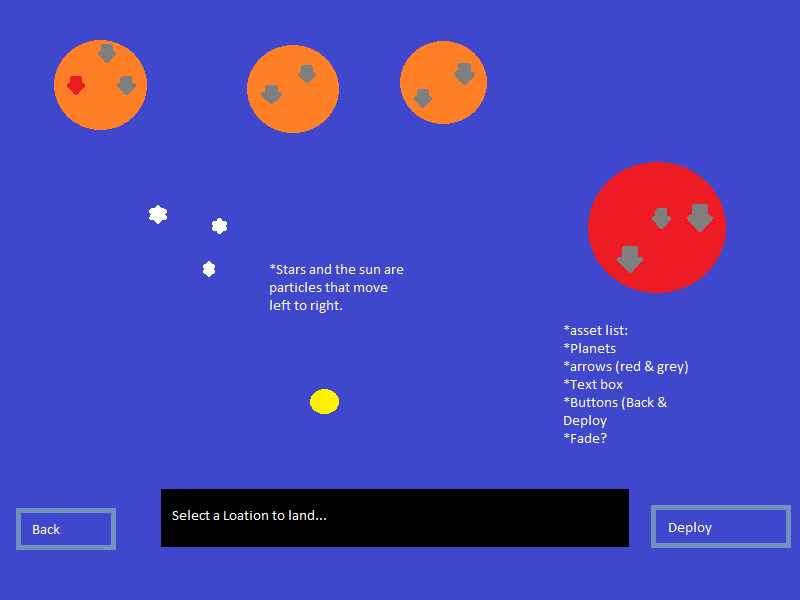 *Stars and the sun are
particles that move
left to right.
*asset list:
*Planets
*arrows (red & grey)
*Text box
*Buttons (Back &
Deploy
*Fade?
Select a Loation to land...
Back
Deploy